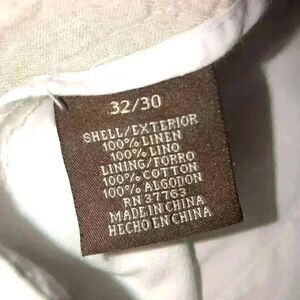 32/30
SHELL/EXTERIOR
100% LINEN
100% LINO
LINING/FORRO
100% COTTON
100% ALGODON
RN 37763
MADE IN CHINA
HECHO EN CHINA